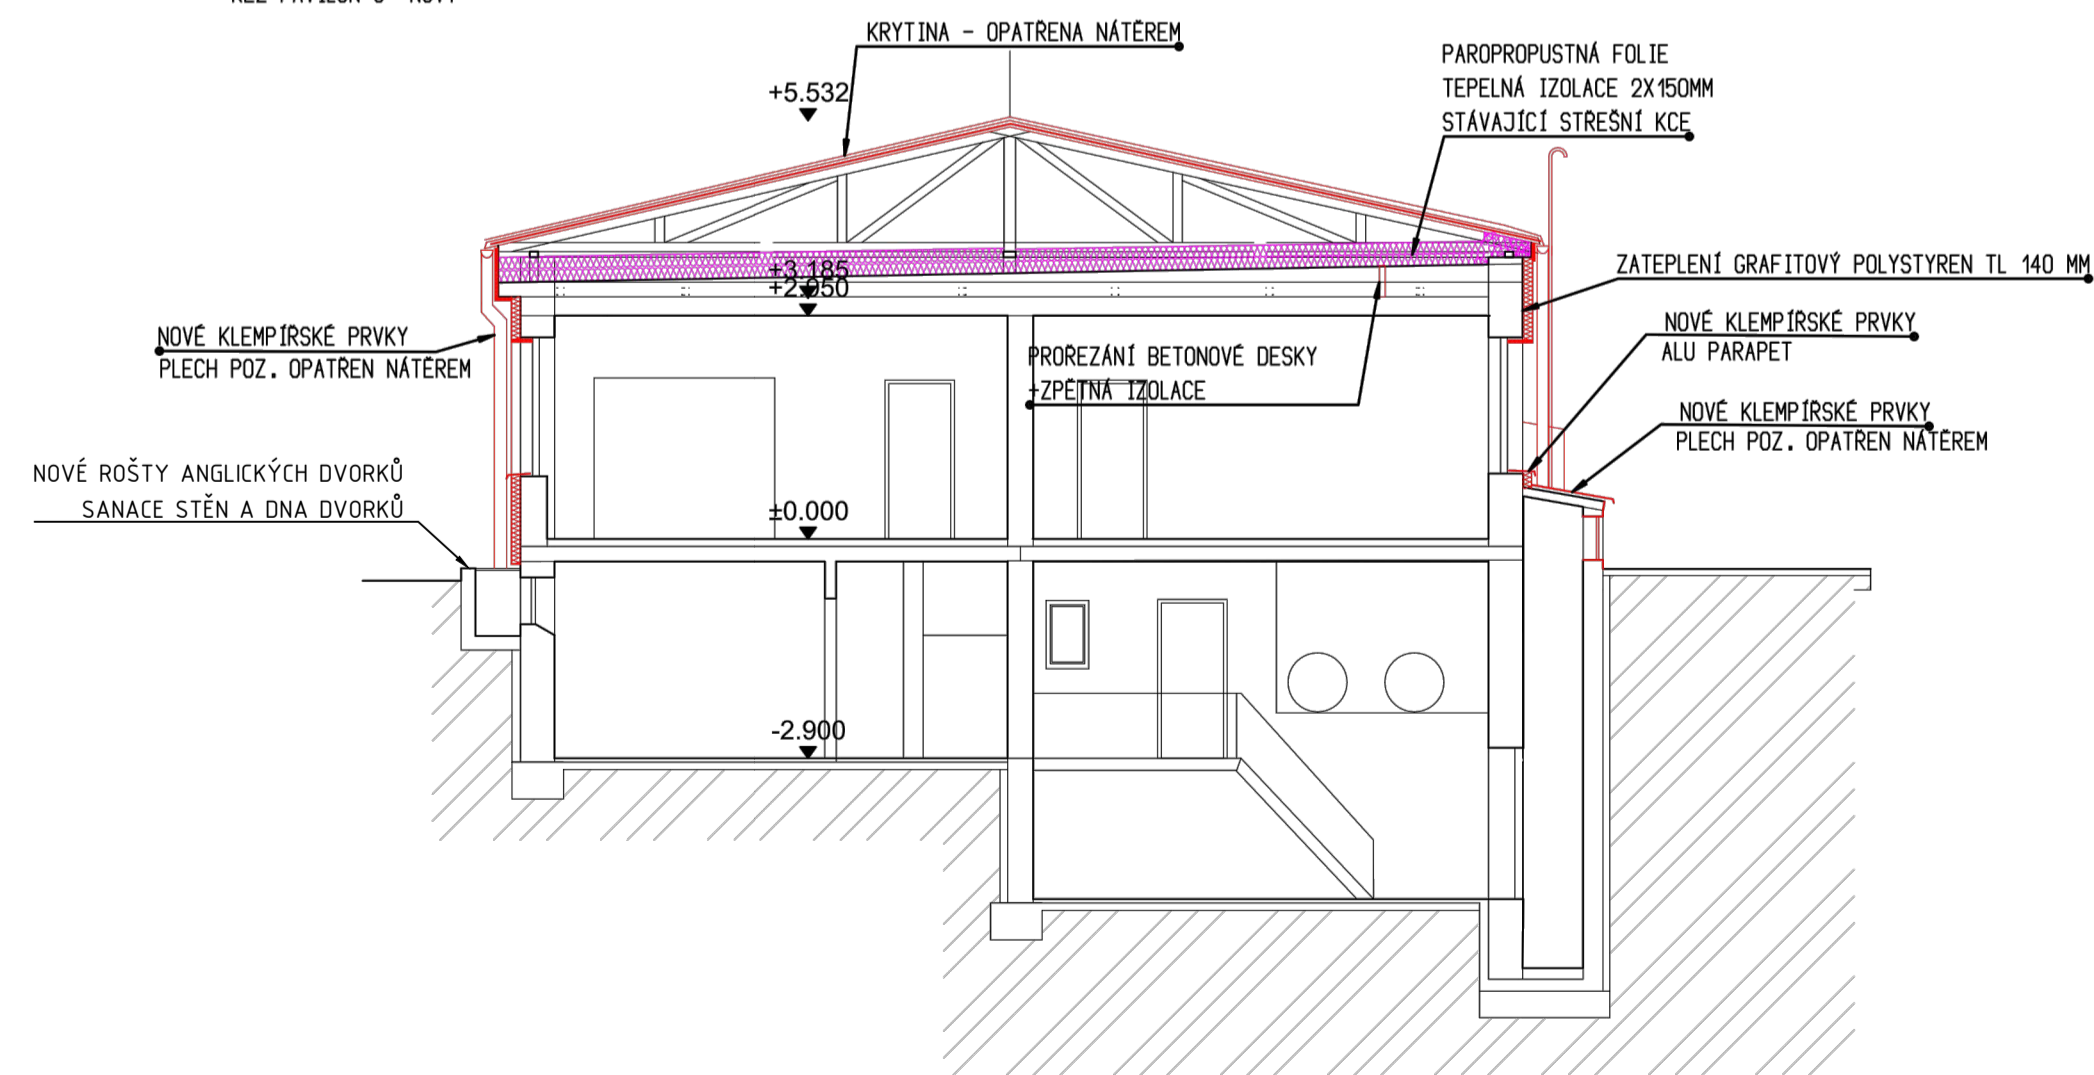 KRYTINA - OPATŘENA NÁTĚREM
PAROPROPUSTNÁ FOLIE
TEPELNÁ IZOLACE 2X150MM
STÁVAJÍCÍ STŘEŠNÍ KCE
+5.532
+3.185
+2.950
ZATEPLENÍ GRAFITOVÝ POLYSTYREN TL 140 MM
NOVÉ KLEMPÍŘSKÉ PRVKY
PLECH POZ. OPATŘEN NÁTĚREM
PROŘEZÁNÍ BETONOVÉ DESKY
+ZPĚTNÁ IZOLACE
NOVÉ KLEMPÍŘSKÉ PRVKY
ALU PARAPET
NOVÉ KLEMPÍŘSKÉ PRVKY
PLECH POZ. OPATŘEN NÁTĚREM
NOVÉ ROŠTY ANGLICKÝCH DVORKŮ
SANACE STĚN A DNA DVORKŮ
±0.000
-2.900